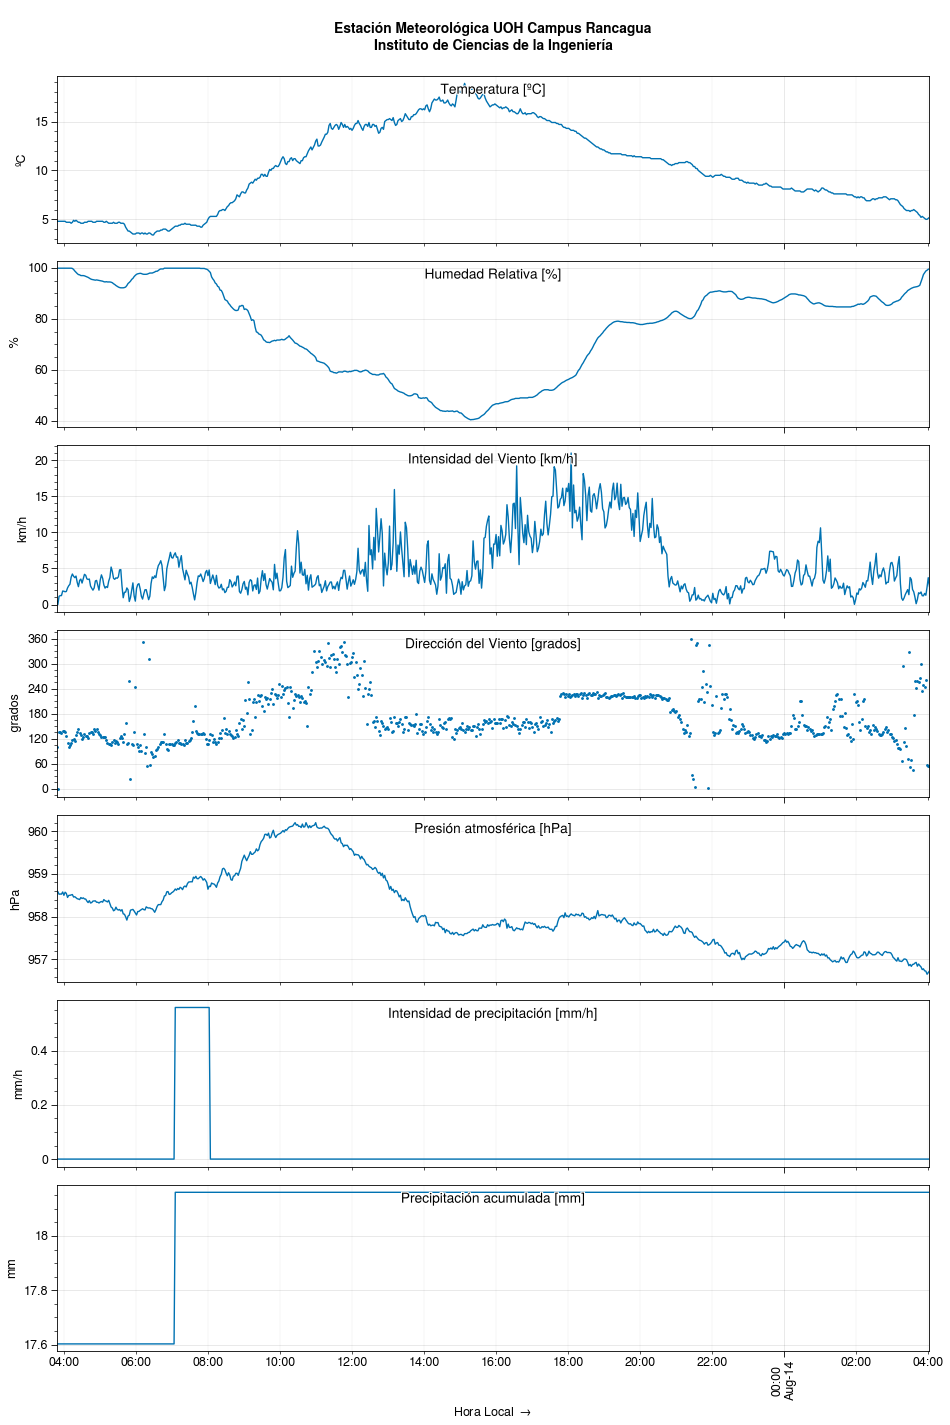 Estación Meteorológica UOH Campus Rancagua
Instituto de Ciencias de la Ingeniería
Temperatura [ºC]
15
10
5
ºC
Humedad Relativa [%]
100
80
60
40
%
Intensidad del Viento [km/h]
20
15
10
5
0
km/h
Dirección del Viento [grados]
360
300
240
180
120
60
0
grados
Presión atmosférica [hPa]
960
959
958
957
hPa
Intensidad de precipitación [mm/h]
0.4
0.2
0
mm/h
Precipitación acumulada [mm]
18
17.8
17.6
mm
04:00 06:00 08:00 10:00 12:00 14:00 16:00 18:00 20:00 22:00 00:00 02:00 04:00
Aug-14
Hora Local →